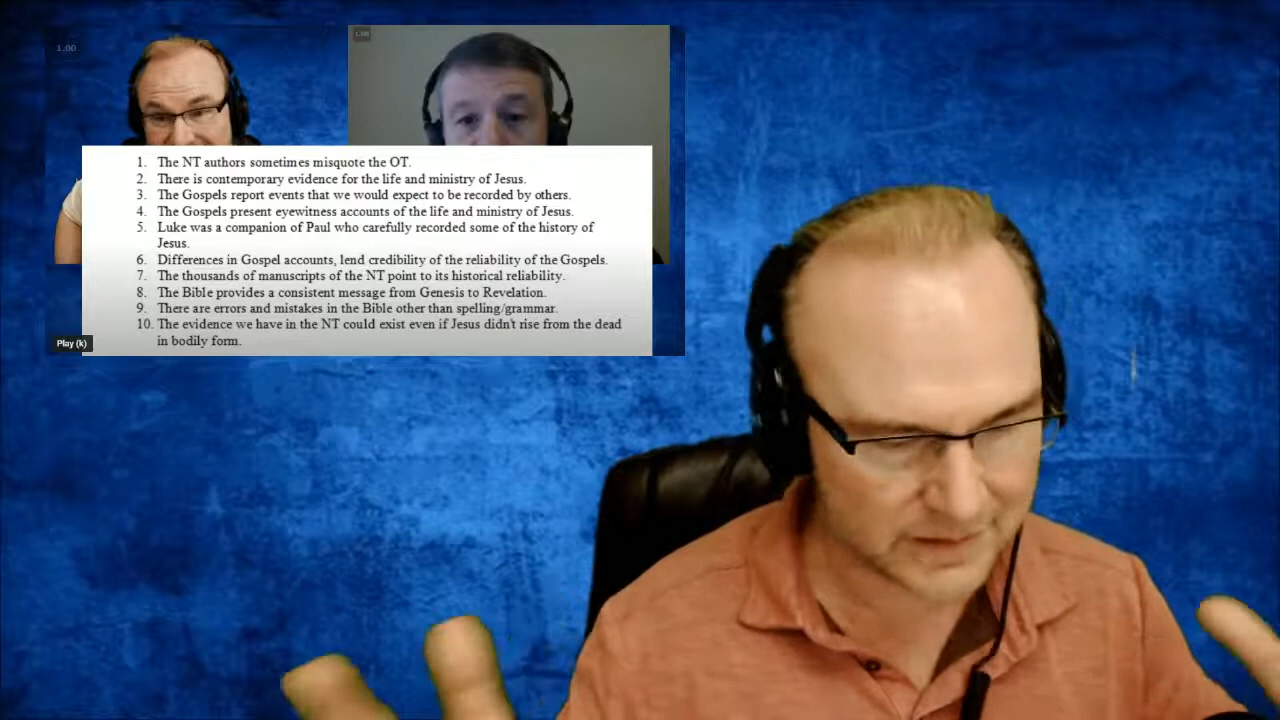 1.00
1. The NT authors sometimes misquote the OT.
2. There is contemporary evidence for the life and ministry of Jesus.
3. The Gospels report events that we would expect to be recorded by others.
4. The Gospels present eyewitness accounts of the life and ministry of Jesus.
5. Luke was a companion of Paul who carefully recorded some of the history of
Jesus.
6. Differences in Gospel accounts, lend credibility of the reliability of the Gospels.
7. The thousands of manuscripts of the NT point to its historical reliability.
8. The Bible provides a consistent message from Genesis to Revelation.
9. There are errors and mistakes in the Bible other than spelling/grammar.
10. The evidence we have in the NT could exist even if Jesus didn't rise from the dead
in bodily form.
Play (k)